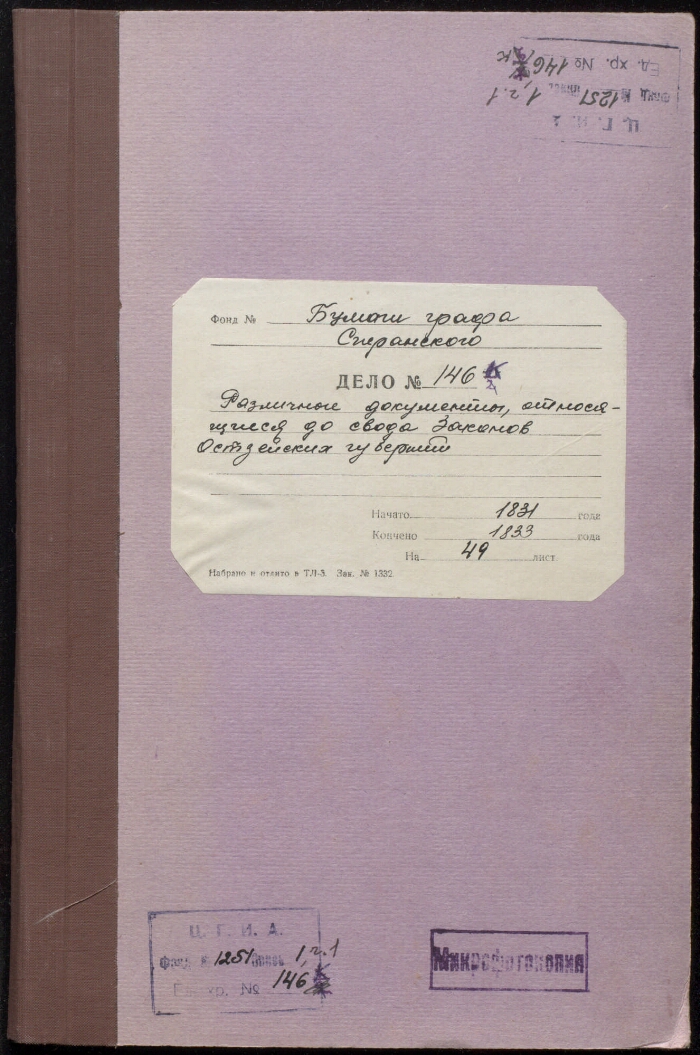 Ц. Г. И. А.
Фонд № 1251 Опись 1, ч. 1
Ед. хр. № 146 к
Фонд № Бумаги графа
Сперанского
ДЕЛО № 146
Различные документы, относя-
щиеся до свода Законов
Остзейских губерний
Начато 1831 года
Кончено 1833 года
На 49 лист
Набрано и отлито в ТЛ-3. Зак. № 1332
Ц. Г. И. А.
Фонд № 1251 Опись 1, ч. 1
Ед. хр. № 146 к
Микрофотокопия